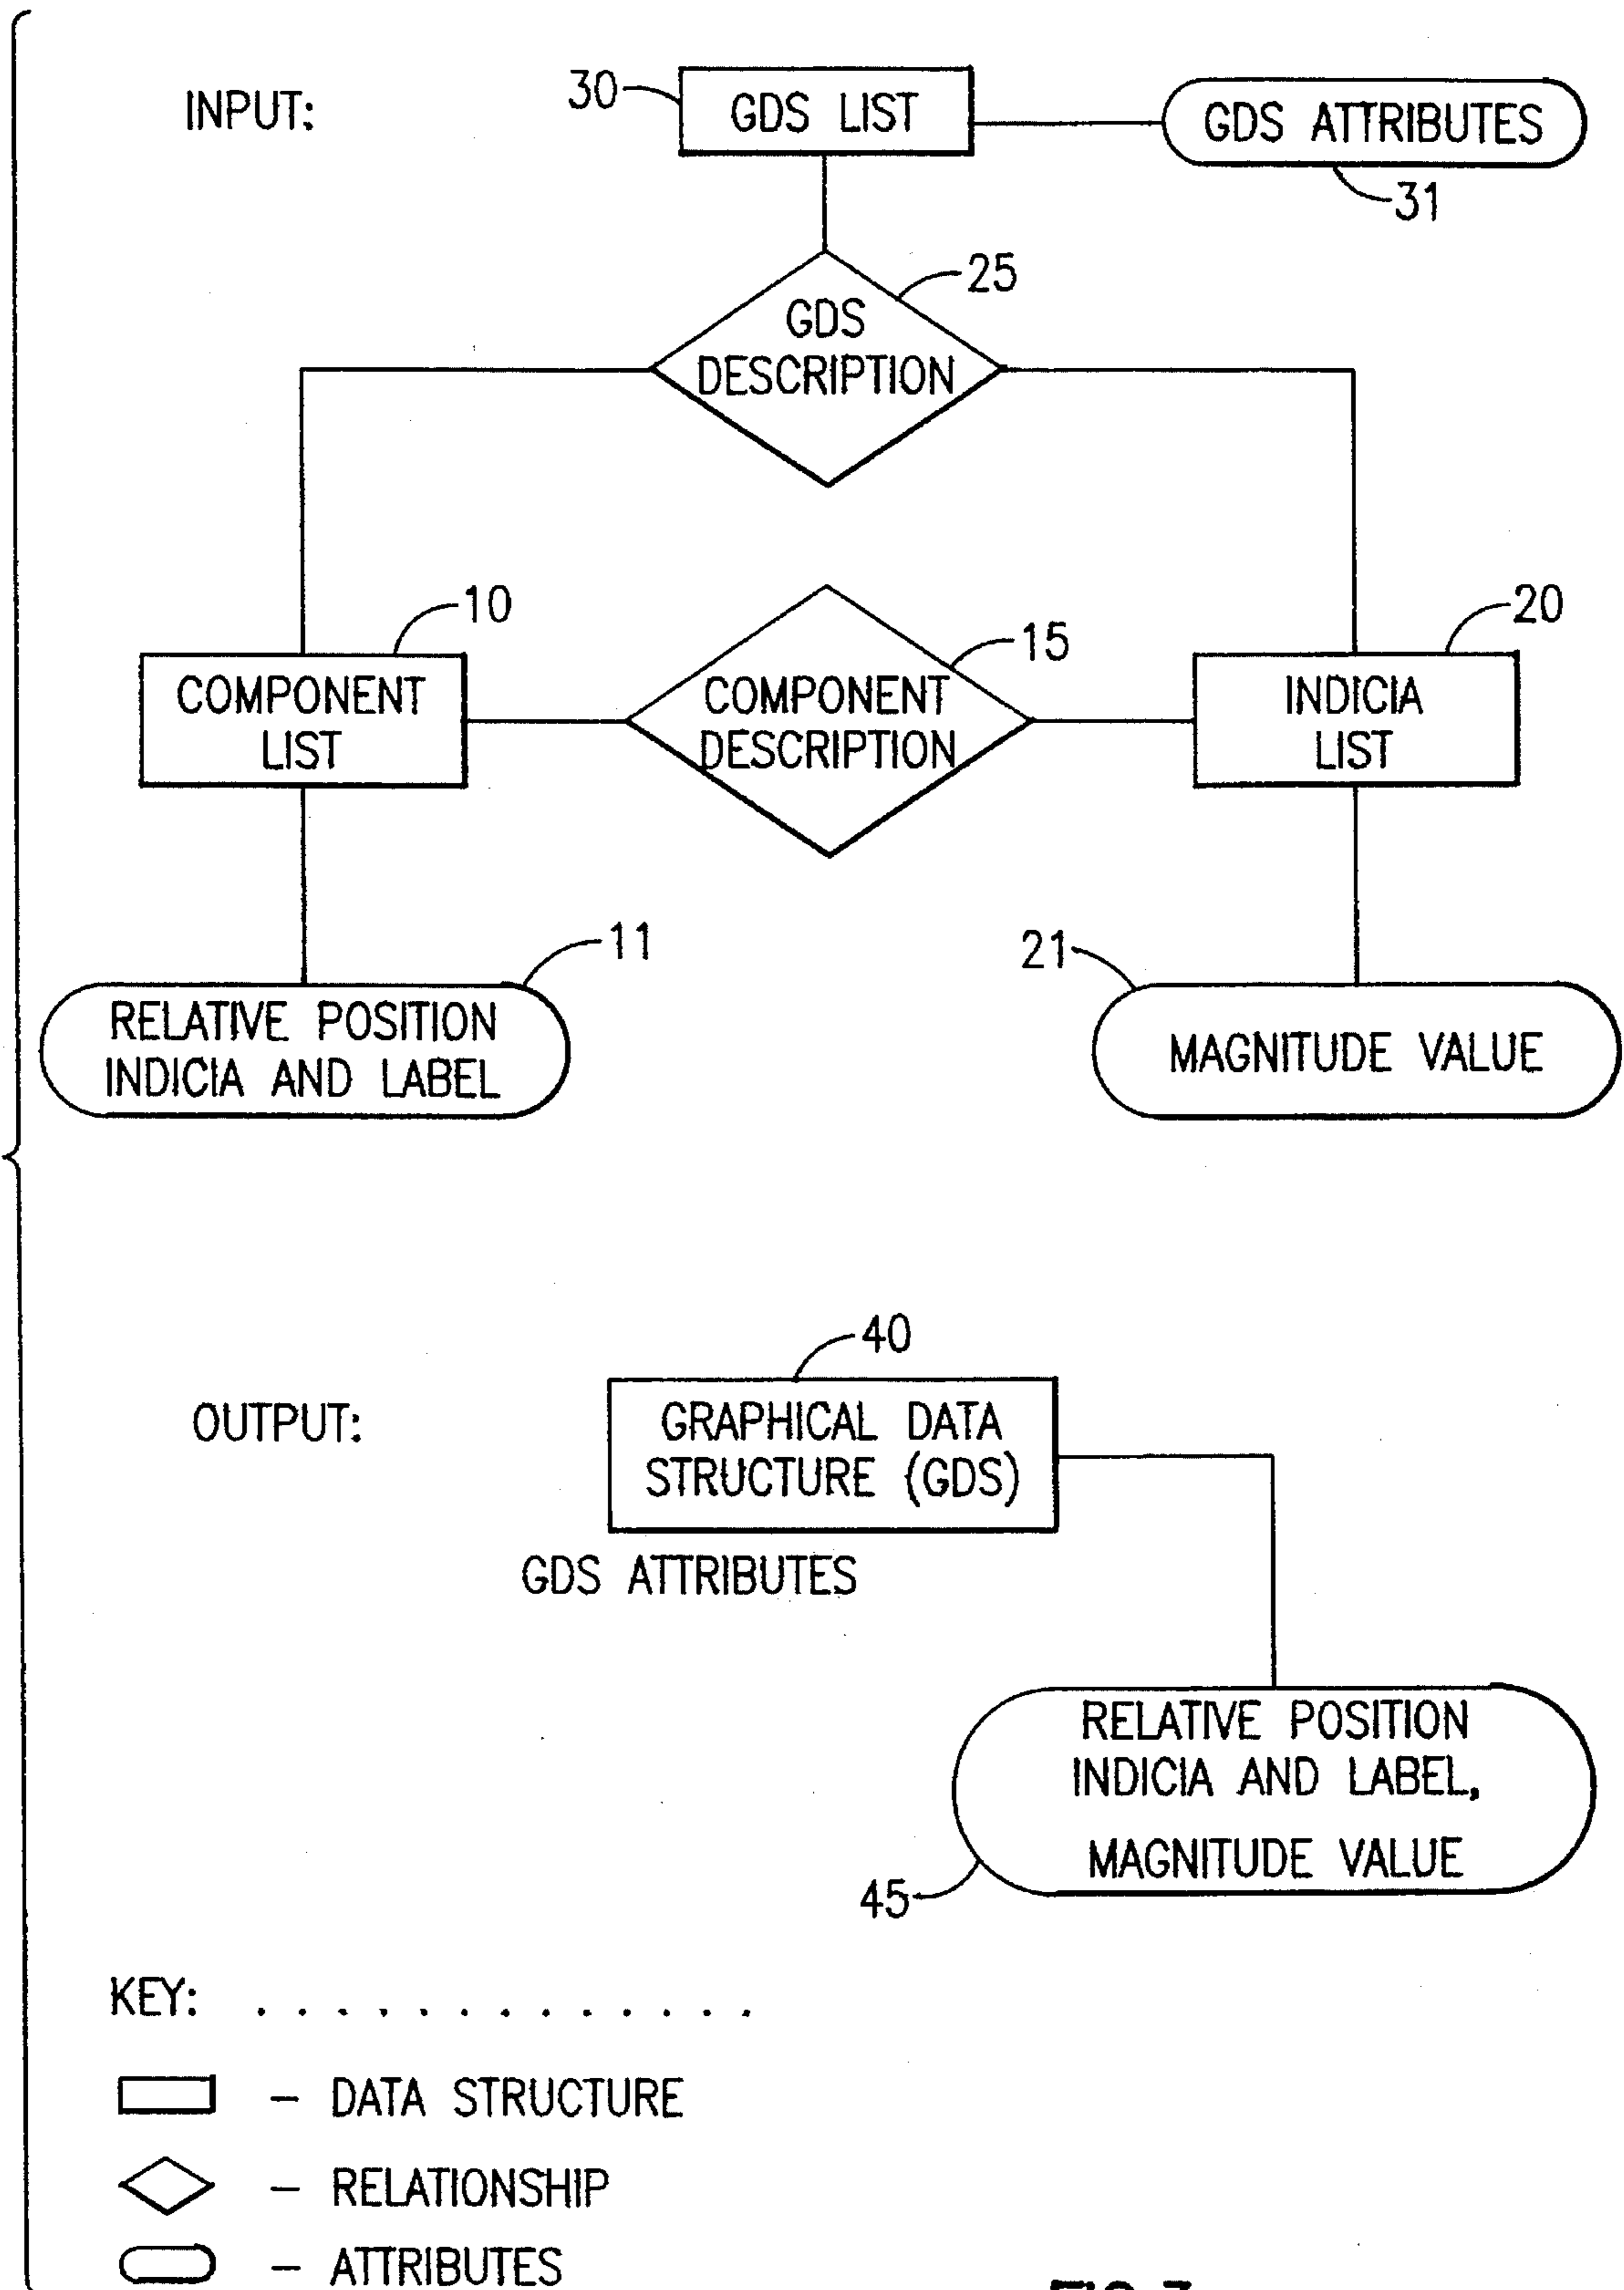 INPUT:
30
GDS LIST
GDS ATTRIBUTES
31
25
GDS
DESCRIPTION
10
15
20
COMPONENT
LIST
COMPONENT
DESCRIPTION
INDICIA
LIST
11
21
RELATIVE POSITION
INDICIA AND LABEL
MAGNITUDE VALUE
40
OUTPUT:
GRAPHICAL DATA
STRUCTURE (GDS)
GDS ATTRIBUTES
RELATIVE POSITION
INDICIA AND LABEL,
MAGNITUDE VALUE
45
KEY: . . . . . . . . . . . . .
– DATA STRUCTURE
– RELATIONSHIP
– ATTRIBUTES